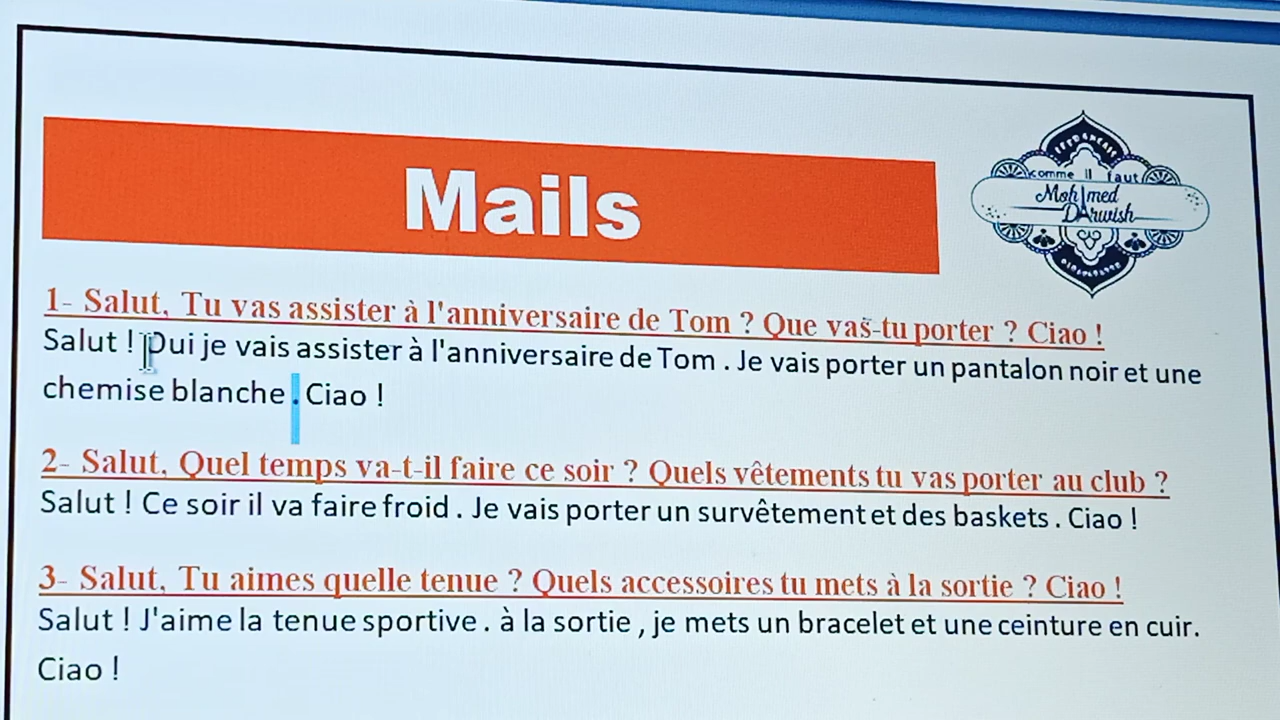 Mails
comme il faut
Mohamed
DArwish
1- Salut, Tu vas assister à l'anniversaire de Tom ? Que vas-tu porter ? Ciao !
Salut ! Oui je vais assister à l'anniversaire de Tom . Je vais porter un pantalon noir et une
chemise blanche . Ciao !
2- Salut, Quel temps va-t-il faire ce soir ? Quels vêtements tu vas porter au club ?
Salut ! Ce soir il va faire froid . Je vais porter un survêtement et des baskets . Ciao !
3- Salut, Tu aimes quelle tenue ? Quels accessoires tu mets à la sortie ? Ciao !
Salut ! J'aime la tenue sportive . à la sortie , je mets un bracelet et une ceinture en cuir.
Ciao !